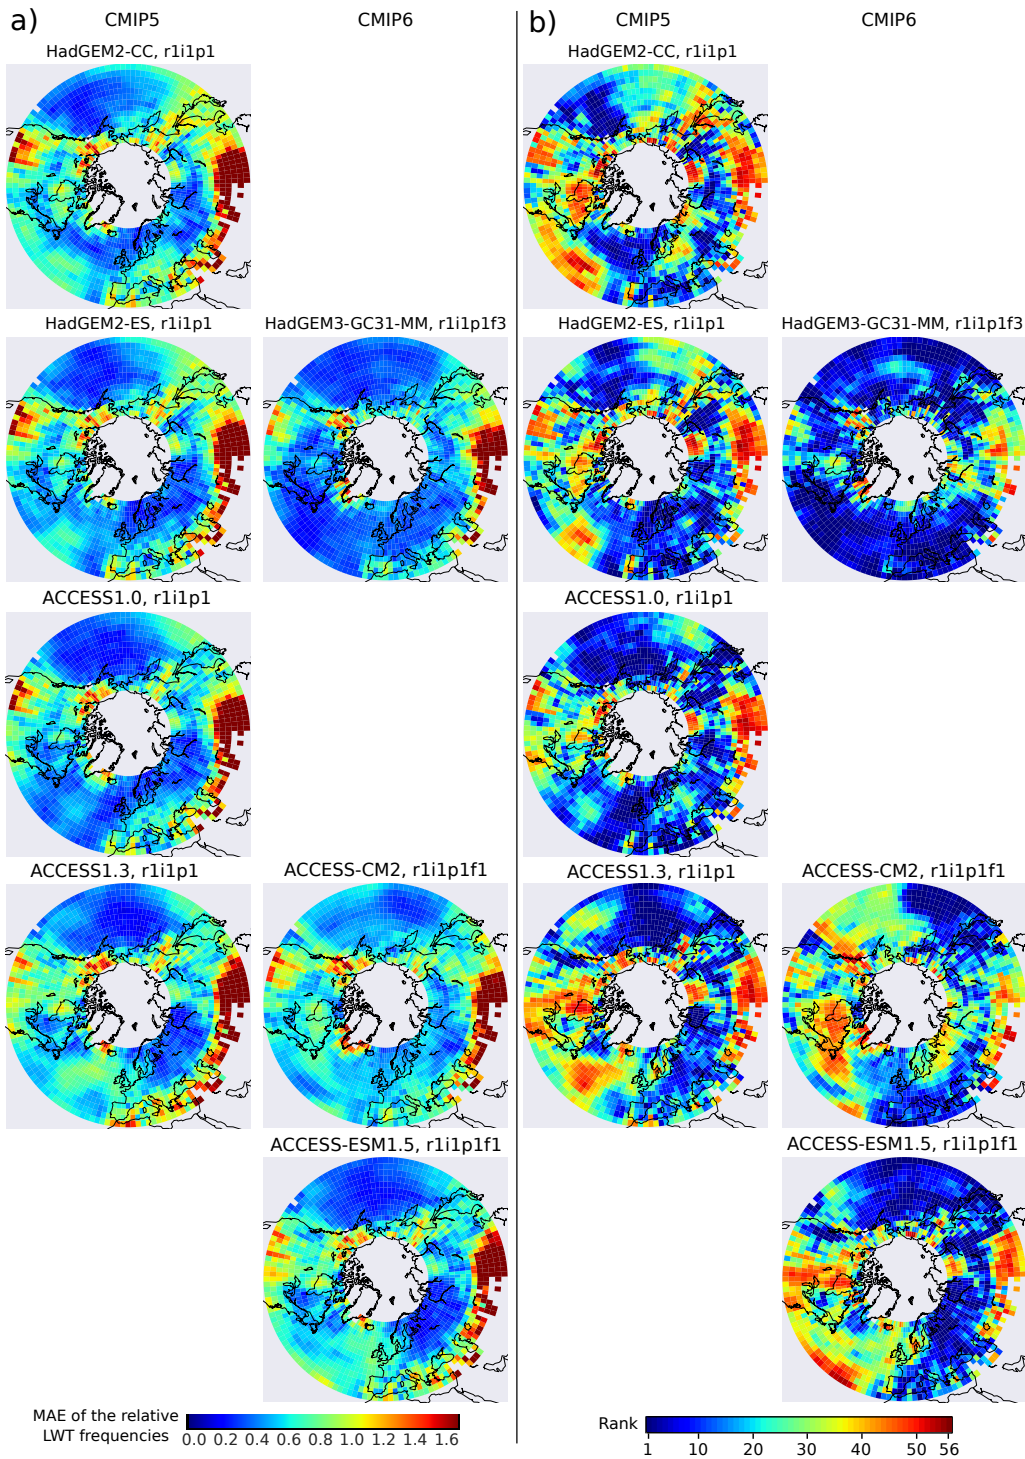 a) CMIP5 CMIP6 b) CMIP5 CMIP6
HadGEM2-CC, r1i1p1 HadGEM2-CC, r1i1p1
HadGEM2-ES, r1i1p1 HadGEM3-GC31-MM, r1i1p1f3 HadGEM2-ES, r1i1p1 HadGEM3-GC31-MM, r1i1p1f3
ACCESS1.0, r1i1p1 ACCESS1.0, r1i1p1
ACCESS1.3, r1i1p1 ACCESS-CM2, r1i1p1f1 ACCESS1.3, r1i1p1 ACCESS-CM2, r1i1p1f1
ACCESS-ESM1.5, r1i1p1f1 ACCESS-ESM1.5, r1i1p1f1
MAE of the relative
LWT frequencies
0.0 0.2 0.4 0.6 0.8 1.0 1.2 1.4 1.6
Rank
1 10 20 30 40 50 56